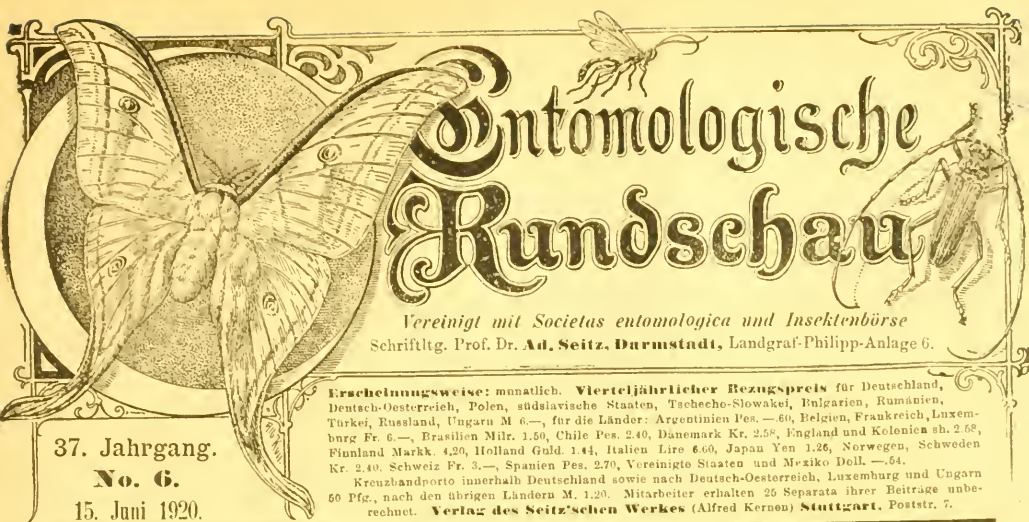 Entomologische
Rundschau
Vereinigt mit Societas entomologica und Insektenbörse
Schriftltg. Prof. Dr. Ad. Seitz, Darmstadt, Landgraf-Philipp-Anlage 6.
37. Jahrgang.
No. 6.
15. Juni 1920.
Erscheinungsweise: monatlich. Vierteljährlicher Bezugspreis für Deutschland,
Deutsch-Oesterreich, Polen, südslavische Staaten, Tschecho-Slowakei, Bulgarien, Rumänien,
Türkei, Russland, Ungarn M 6.—, für die Länder: Argentinien Pes. —.60, Belgien, Frankreich, Luxem-
burg Fr. 6.—, Brasilien Milr. 1.50, Chile Pes. 2.40, Dänemark Kr. 2.58, England und Kolonien sh. 2.58,
Finnland Markk. 4.20, Holland Guld. 1.44, Italien Lire 6.60, Japan Yen 1.26, Norwegen, Schweden
Kr. 2.40, Schweiz Fr. 3.—, Spanien Pes. 2.70, Vereinigte Staaten und Mexiko Doll. —.54.
Kreuzbandporto innerhalb Deutschland sowie nach Deutsch-Oesterreich, Luxemburg und Ungarn
50 Pfg., nach den übrigen Ländern M. 1.20. Mitarbeiter erhalten 25 Separata ihrer Beiträge unbe-
rechnet. Verlag des Seitz'schen Werkes (Alfred Kernen) Stuttgart, Poststr. 7.